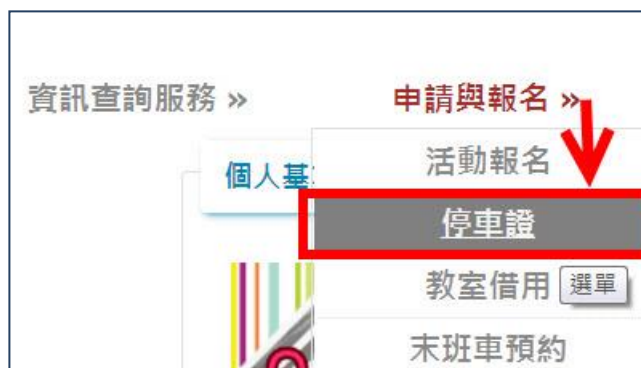 資訊查詢服務 »
申請與報名 »
活動報名
個人基
停車證
教室借用
選單
末班車預約